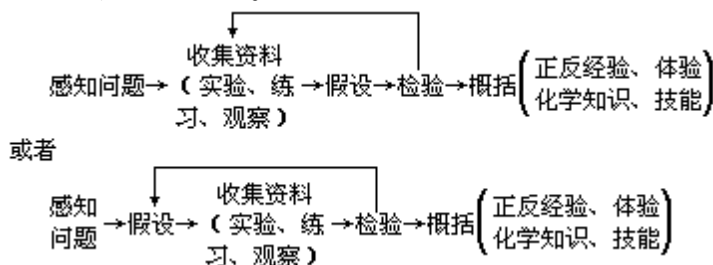 收集资料
感知问题→（实验、练→假设→检验→概括（正反经验、体验
习、观察）
化学知识、技能）
或者
感知
问题
→假设→
收集资料
（实验、练
习、观察）
→检验→概括
（正反经验、体验
化学知识、技能）